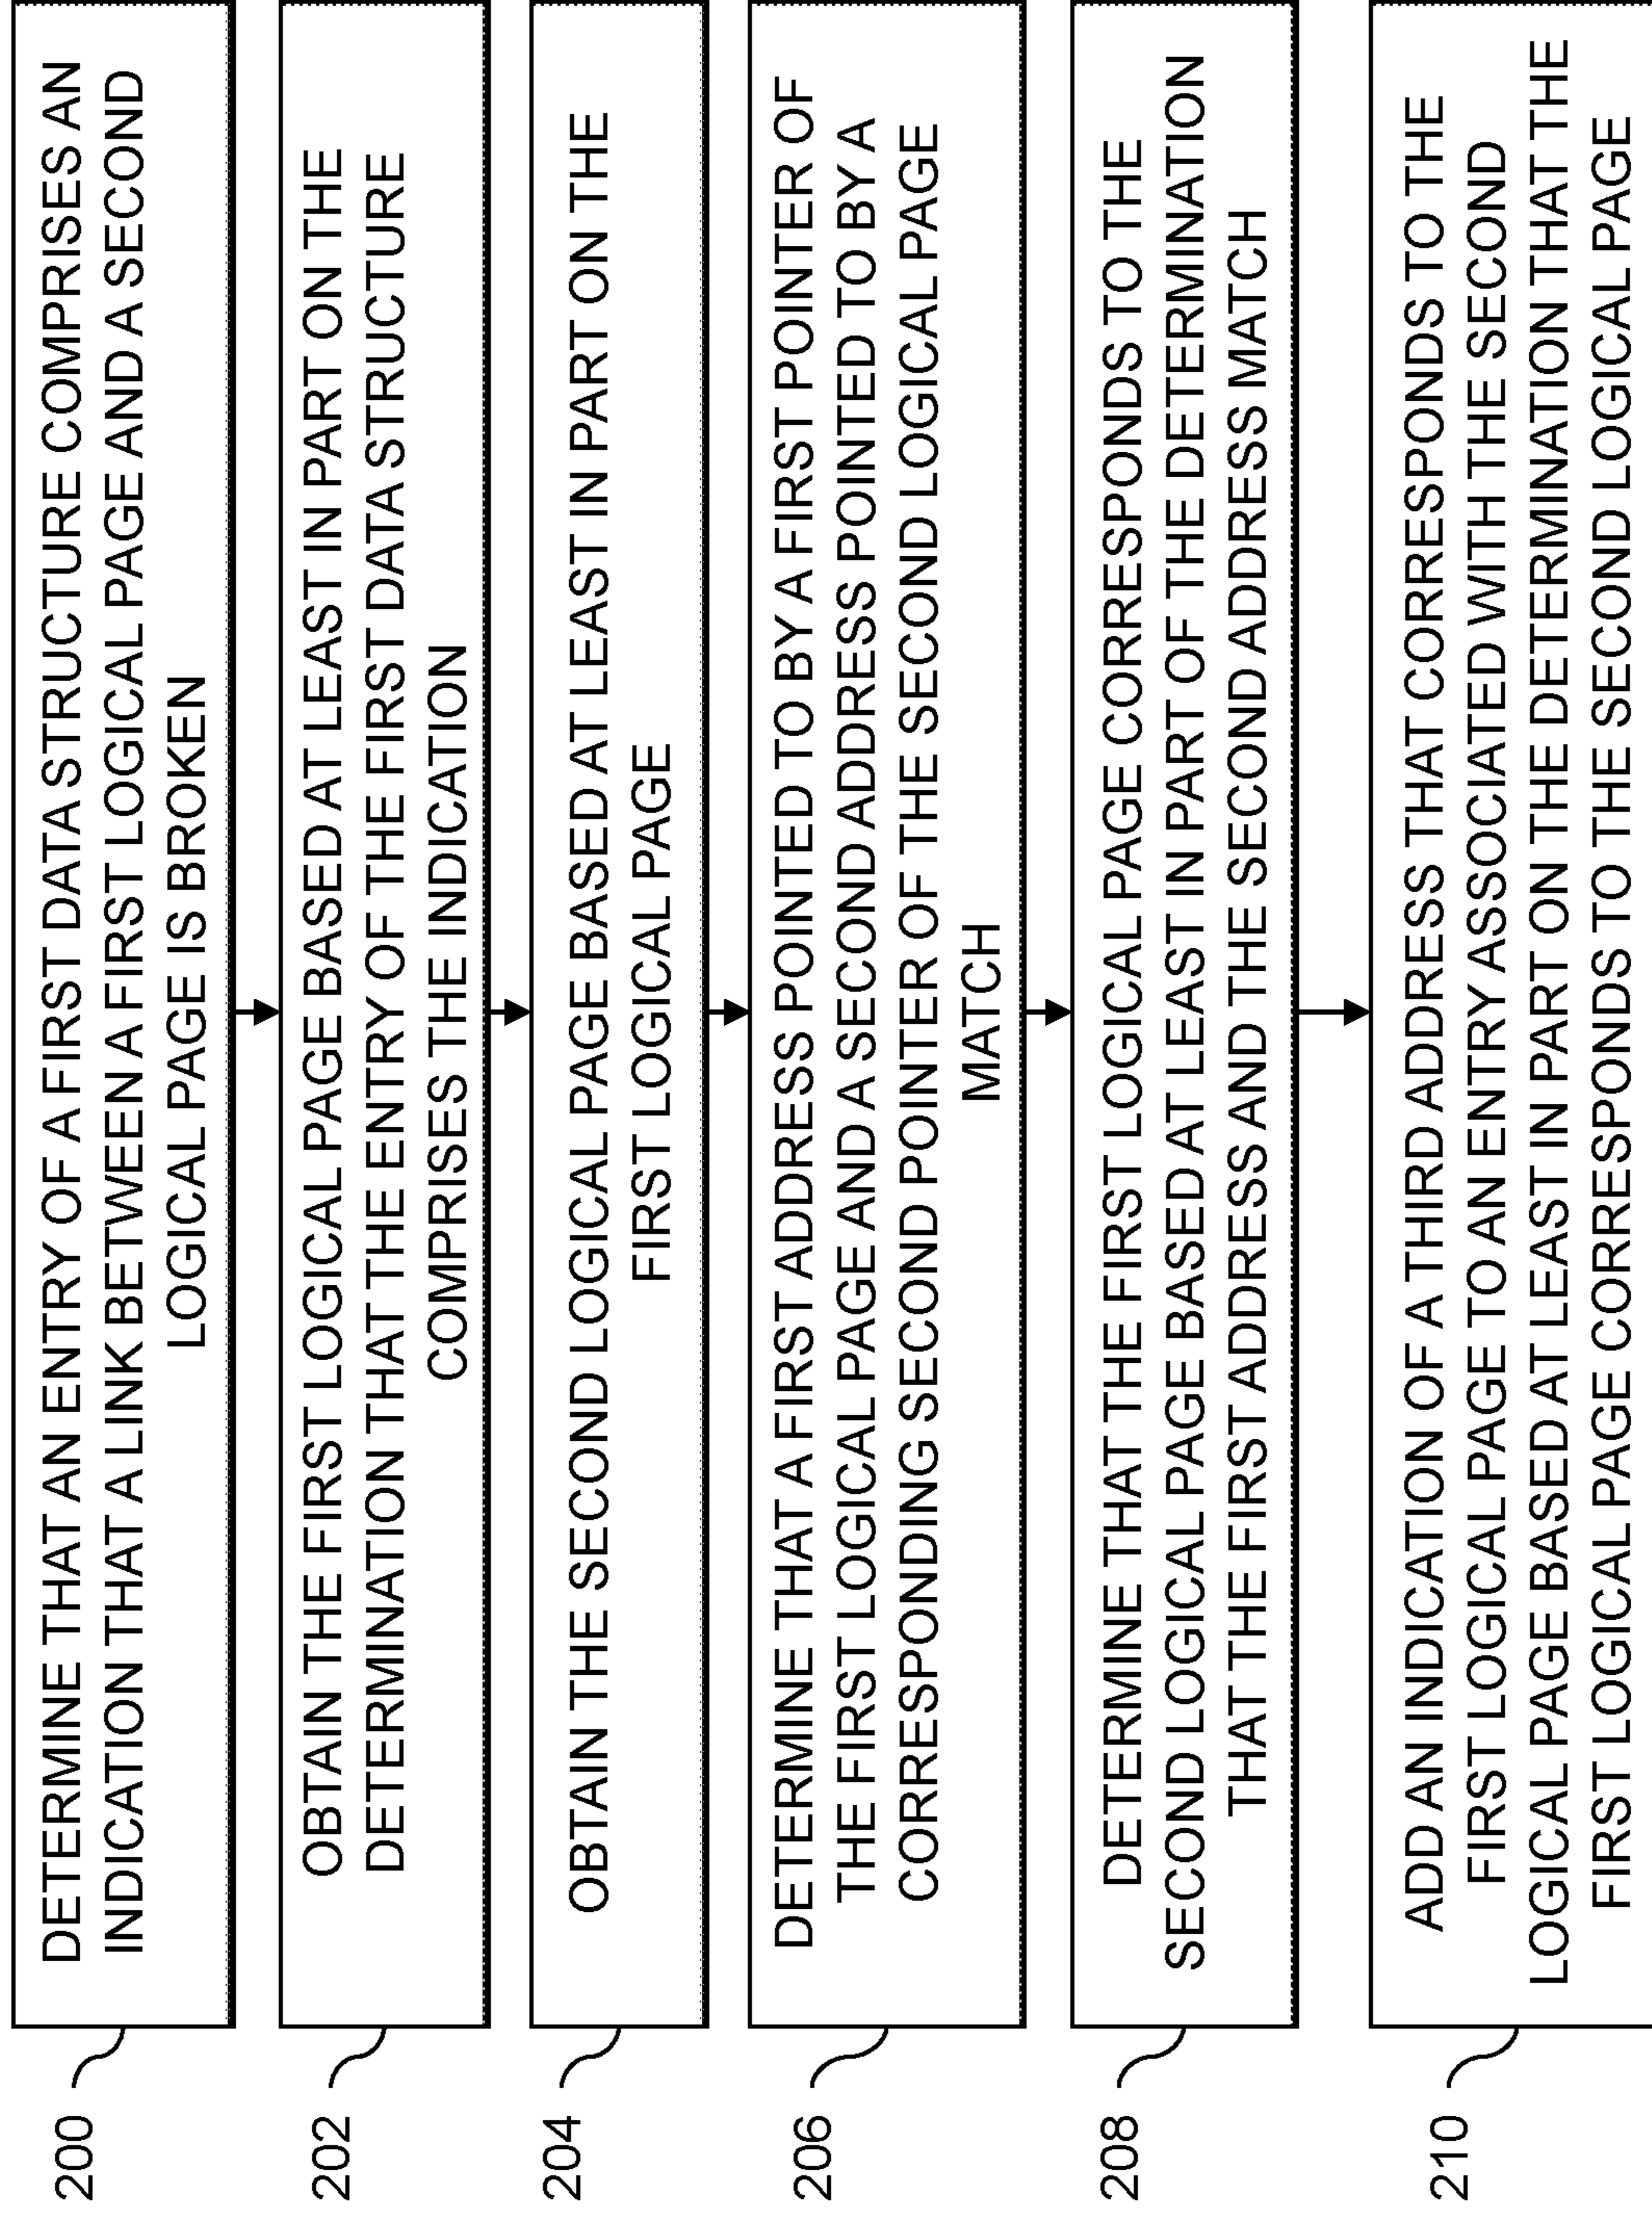 200
DETERMINE THAT AN ENTRY OF A FIRST DATA STRUCTURE COMPRISES AN
INDICATION THAT A LINK BETWEEN A FIRST LOGICAL PAGE AND A SECOND
LOGICAL PAGE IS BROKEN
202
OBTAIN THE FIRST LOGICAL PAGE BASED AT LEAST IN PART ON THE
DETERMINATION THAT THE ENTRY OF THE FIRST DATA STRUCTURE
COMPRISES THE INDICATION
204
OBTAIN THE SECOND LOGICAL PAGE BASED AT LEAST IN PART ON THE
FIRST LOGICAL PAGE
206
DETERMINE THAT A FIRST ADDRESS POINTED TO BY A FIRST POINTER OF
THE FIRST LOGICAL PAGE AND A SECOND ADDRESS POINTED TO BY A
CORRESPONDING SECOND POINTER OF THE SECOND LOGICAL PAGE
MATCH
208
DETERMINE THAT THE FIRST LOGICAL PAGE CORRESPONDS TO THE
SECOND LOGICAL PAGE BASED AT LEAST IN PART OF THE DETERMINATION
THAT THE FIRST ADDRESS AND THE SECOND ADDRESS MATCH
210
ADD AN INDICATION OF A THIRD ADDRESS THAT CORRESPONDS TO THE
FIRST LOGICAL PAGE TO AN ENTRY ASSOCIATED WITH THE SECOND
LOGICAL PAGE BASED AT LEAST IN PART ON THE DETERMINATION THAT THE
FIRST LOGICAL PAGE CORRESPONDS TO THE SECOND LOGICAL PAGE